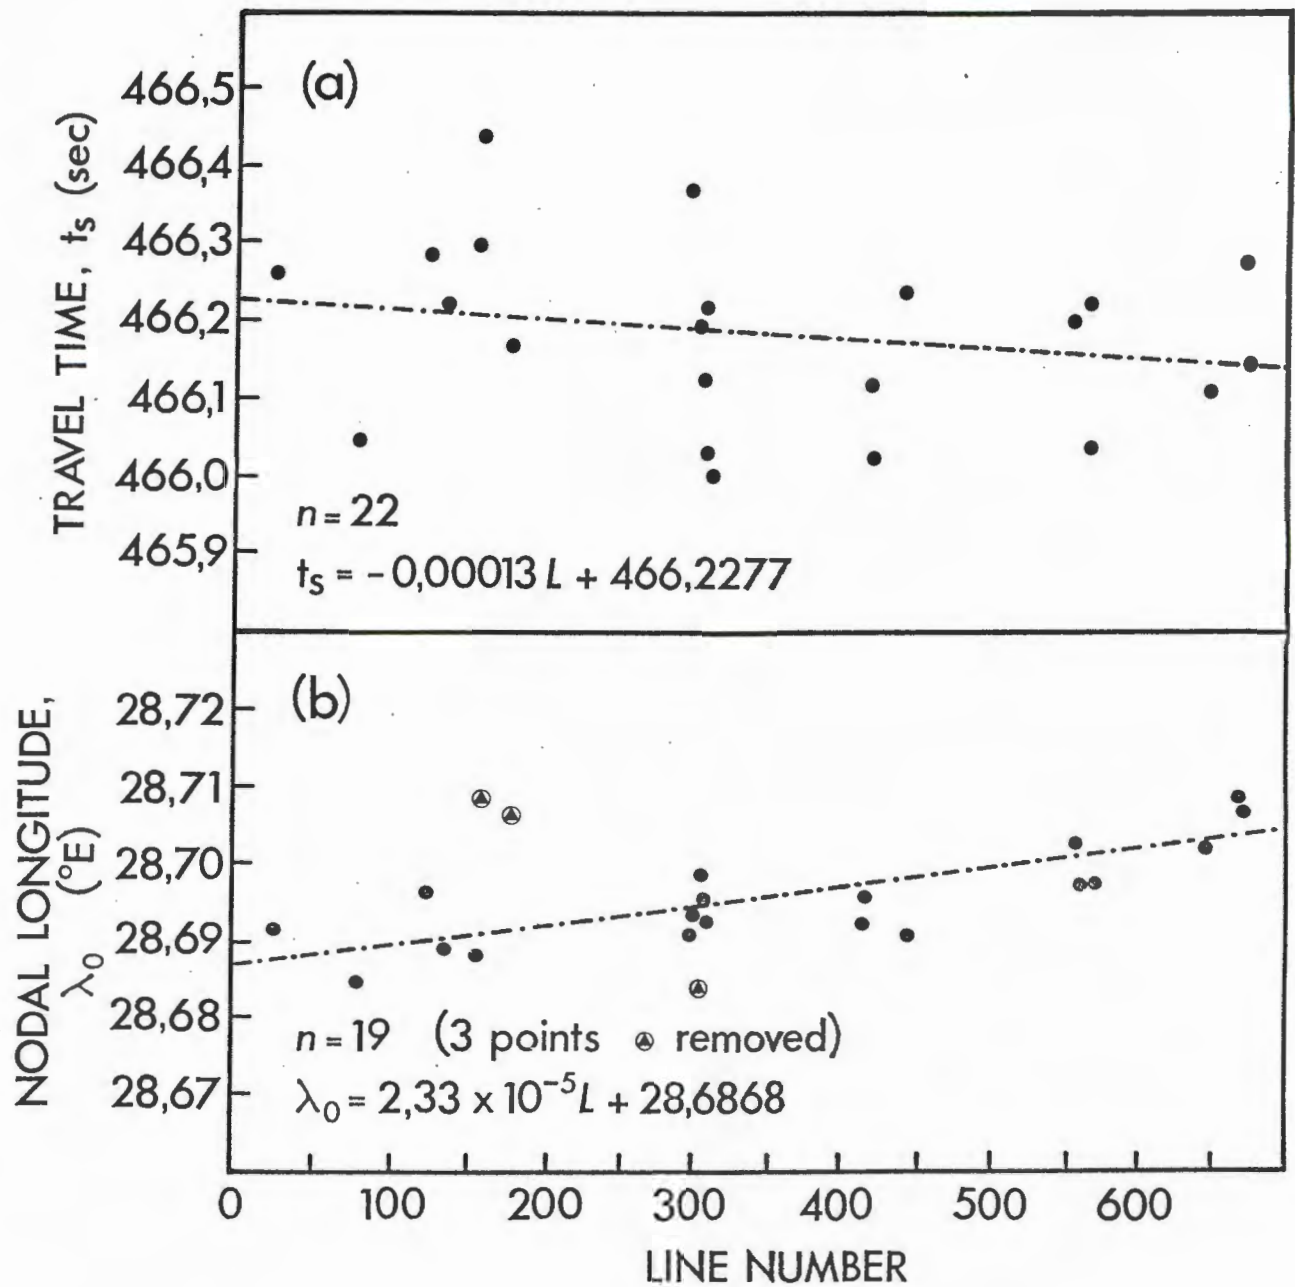 (a)
TRAVEL TIME, tₛ (sec)
466,5
466,4
466,3
466,2
466,1
466,0
465,9
n = 22
tₛ = -0,00013 L + 466,2277
(b)
NODAL LONGITUDE,
λ₀ (°E)
28,72
28,71
28,70
28,69
28,68
28,67
n = 19 (3 points removed)
λ₀ = 2,33 x 10⁻⁵L + 28,6868
0 100 200 300 400 500 600
LINE NUMBER